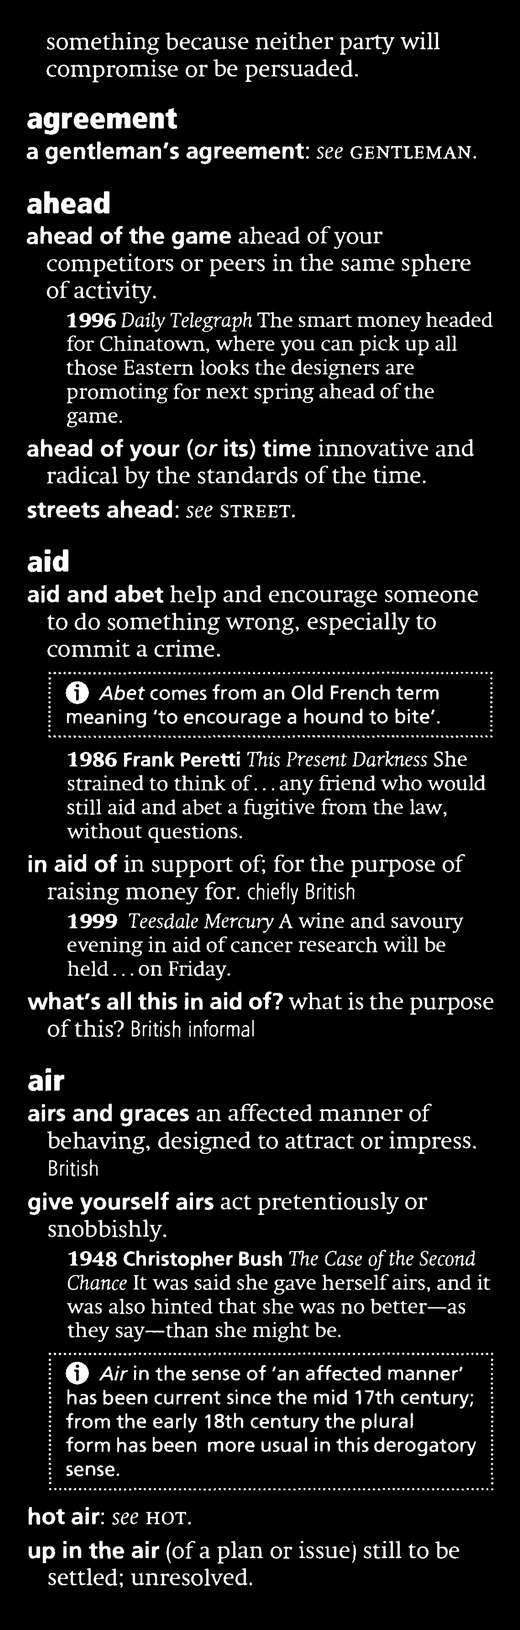 something because neither party will
compromise or be persuaded.
agreement
a gentleman's agreement: see GENTLEMAN.
ahead
ahead of the game ahead of your
competitors or peers in the same sphere
of activity.
1996 Daily Telegraph The smart money headed
for Chinatown, where you can pick up all
those Eastern looks the designers are
promoting for next spring ahead of the
game.
ahead of your (or its) time innovative and
radical by the standards of the time.
streets ahead: see STREET.
aid
aid and abet help and encourage someone
to do something wrong, especially to
commit a crime.
i Abet comes from an Old French term
meaning 'to encourage a hound to bite'.
1986 Frank Peretti This Present Darkness She
strained to think of... any friend who would
still aid and abet a fugitive from the law,
without questions.
in aid of in support of; for the purpose of
raising money for. chiefly British
1999 Teesdale Mercury A wine and savoury
evening in aid of cancer research will be
held... on Friday.
what's all this in aid of? what is the purpose
of this? British informal
air
airs and graces an affected manner of
behaving, designed to attract or impress.
British
give yourself airs act pretentiously or
snobbishly.
1948 Christopher Bush The Case of the Second
Chance It was said she gave herself airs, and it
was also hinted that she was no better—as
they say—than she might be.
i Air in the sense of 'an affected manner'
has been current since the mid 17th century;
from the early 18th century the plural
form has been more usual in this derogatory
sense.
hot air: see HOT.
up in the air (of a plan or issue) still to be
settled; unresolved.